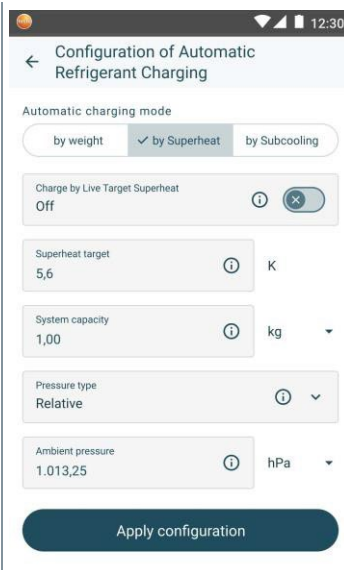 12:30
Configuration of Automatic
Refrigerant Charging
Automatic charging mode
by weight
by Superheat
by Subcooling
Charge by Live Target Superheat
Off
Superheat target
5,6
K
System capacity
1,00
kg
Pressure type
Relative
Ambient pressure
1.013,25
hPa
Apply configuration